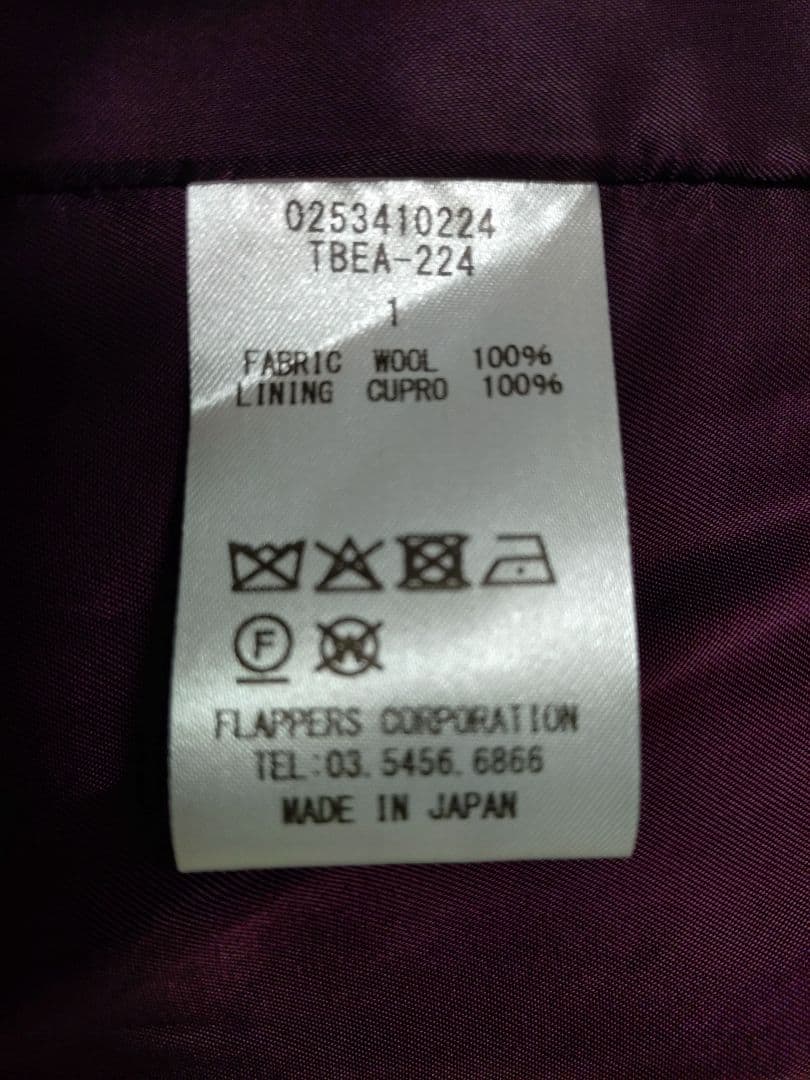 0253410224
TBEA-224
1
FABRIC WOOL 100%
LINING CUPRO 100%
F W
FLAPPERS CORPORATION
TEL:03.5456.6866
MADE IN JAPAN